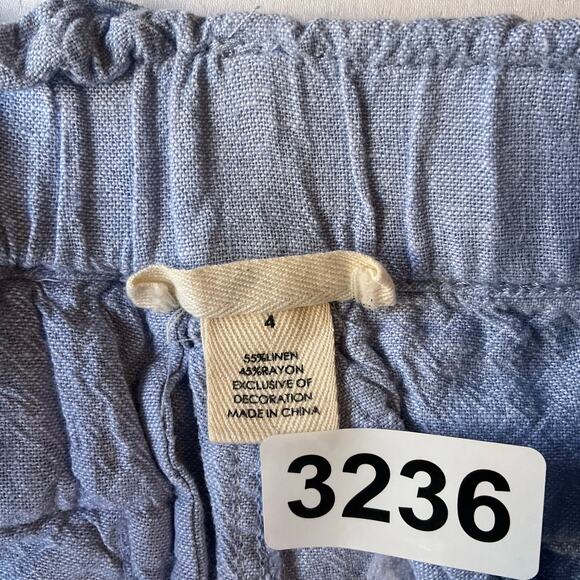 4
55%LINEN
45%RAYON
EXCLUSIVE OF
DECORATION
MADE IN CHINA
3236